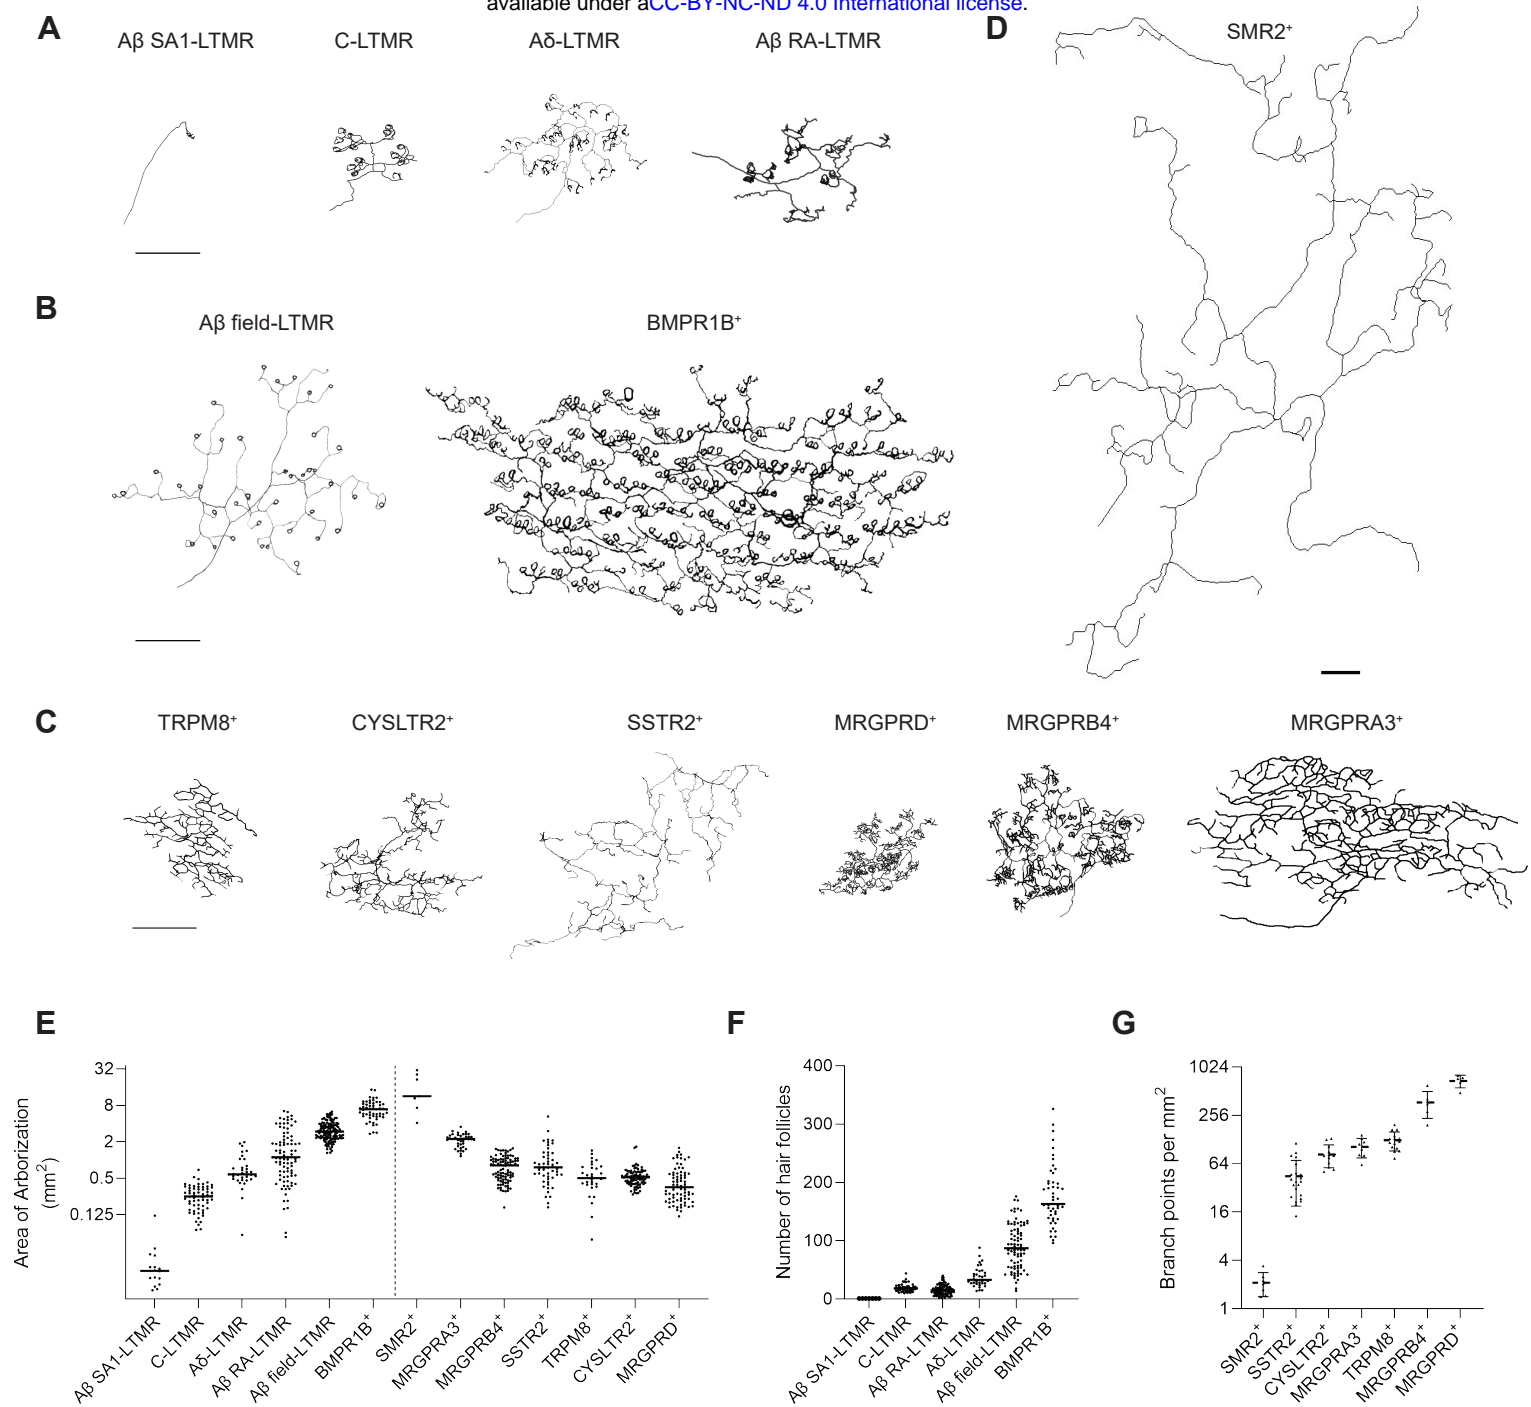 available under aCC-BY-NC-ND 4.0 International license.
A
Aβ SA1-LTMR
C-LTMR
Aδ-LTMR
Aβ RA-LTMR
D
SMR2⁺
B
Aβ field-LTMR
BMPR1B⁺
C
TRPM8⁺
CYSLTR2⁺
SSTR2⁺
MRGPRD⁺
MRGPRB4⁺
MRGPRA3⁺
E
Area of Arborization
(mm²)
32
8
2
0.5
0.125
Aβ SA1-LTMR
C-LTMR
Aδ-LTMR
Aβ RA-LTMR
Aβ field-LTMR
BMPR1B⁺
SMR2⁺
MRGPRA3⁺
MRGPRB4⁺
SSTR2⁺
TRPM8⁺
CYSLTR2⁺
MRGPRD⁺
F
Number of hair follicles
400
300
200
100
0
Aβ SA1-LTMR
C-LTMR
Aβ RA-LTMR
Aδ-LTMR
Aβ field-LTMR
BMPR1B⁺
G
Branch points per mm²
1024
256
64
16
4
1
SMR2⁺
SSTR2⁺
CYSLTR2⁺
MRGPRA3⁺
TRPM8⁺
MRGPRB4⁺
MRGPRD⁺